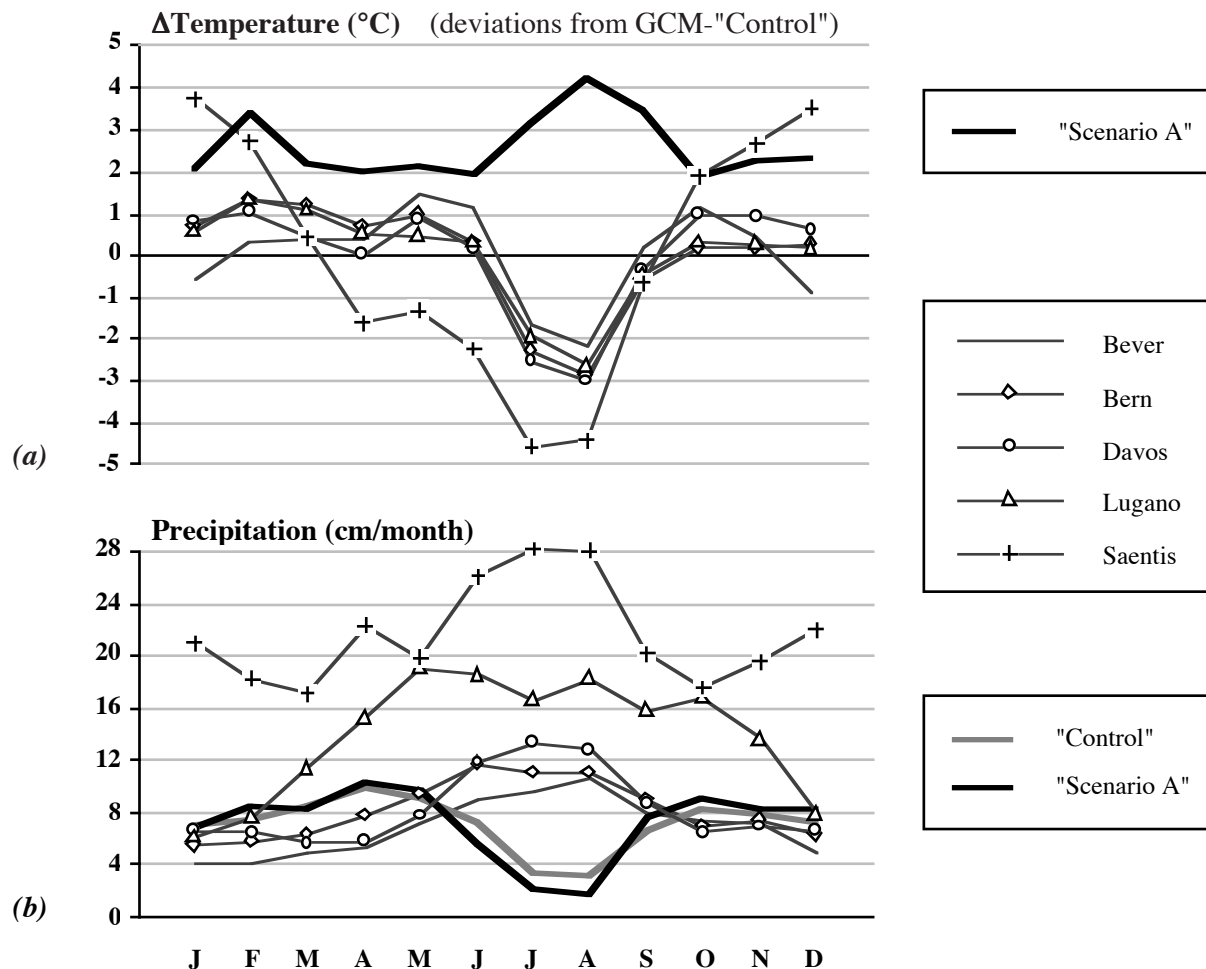 ΔTemperature (°C) (deviations from GCM-"Control")
5
4
3
2
1
0
-1
-2
-3
-4
-5
(a)
"Scenario A"
Bever
Bern
Davos
Lugano
Saentis
Precipitation (cm/month)
28
24
20
16
12
8
4
0
(b)
"Control"
"Scenario A"
J F M A M J J A S O N D